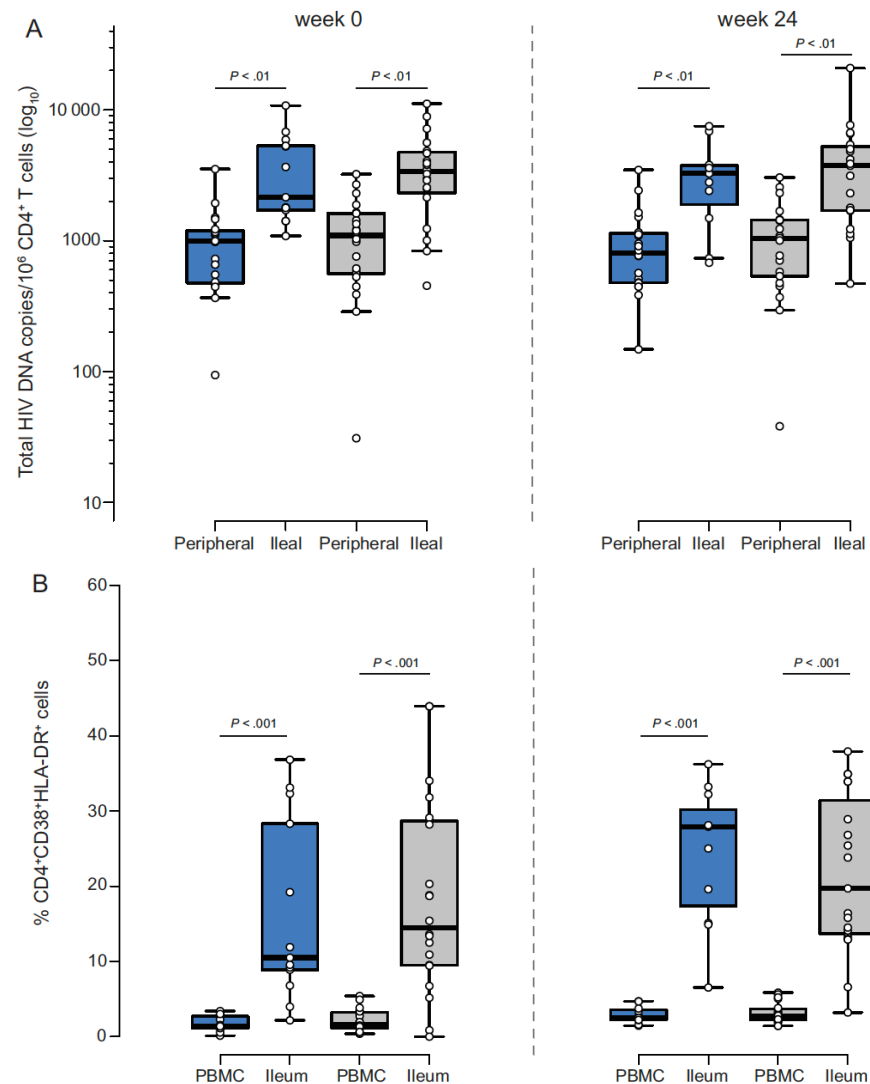 A
week 0
week 24
Total HIV DNA copies/10⁶ CD4⁺ T cells (log₁₀)
10 000
1000
100
10
P < .01
P < .01
P < .01
P < .01
Peripheral Ileal Peripheral Ileal
Peripheral Ileal Peripheral Ileal
B
% CD4⁺CD38⁺HLA-DR⁺ cells
60
50
40
30
20
10
0
P < .001
P < .001
P < .001
P < .001
PBMC Ileum PBMC Ileum
PBMC Ileum PBMC Ileum